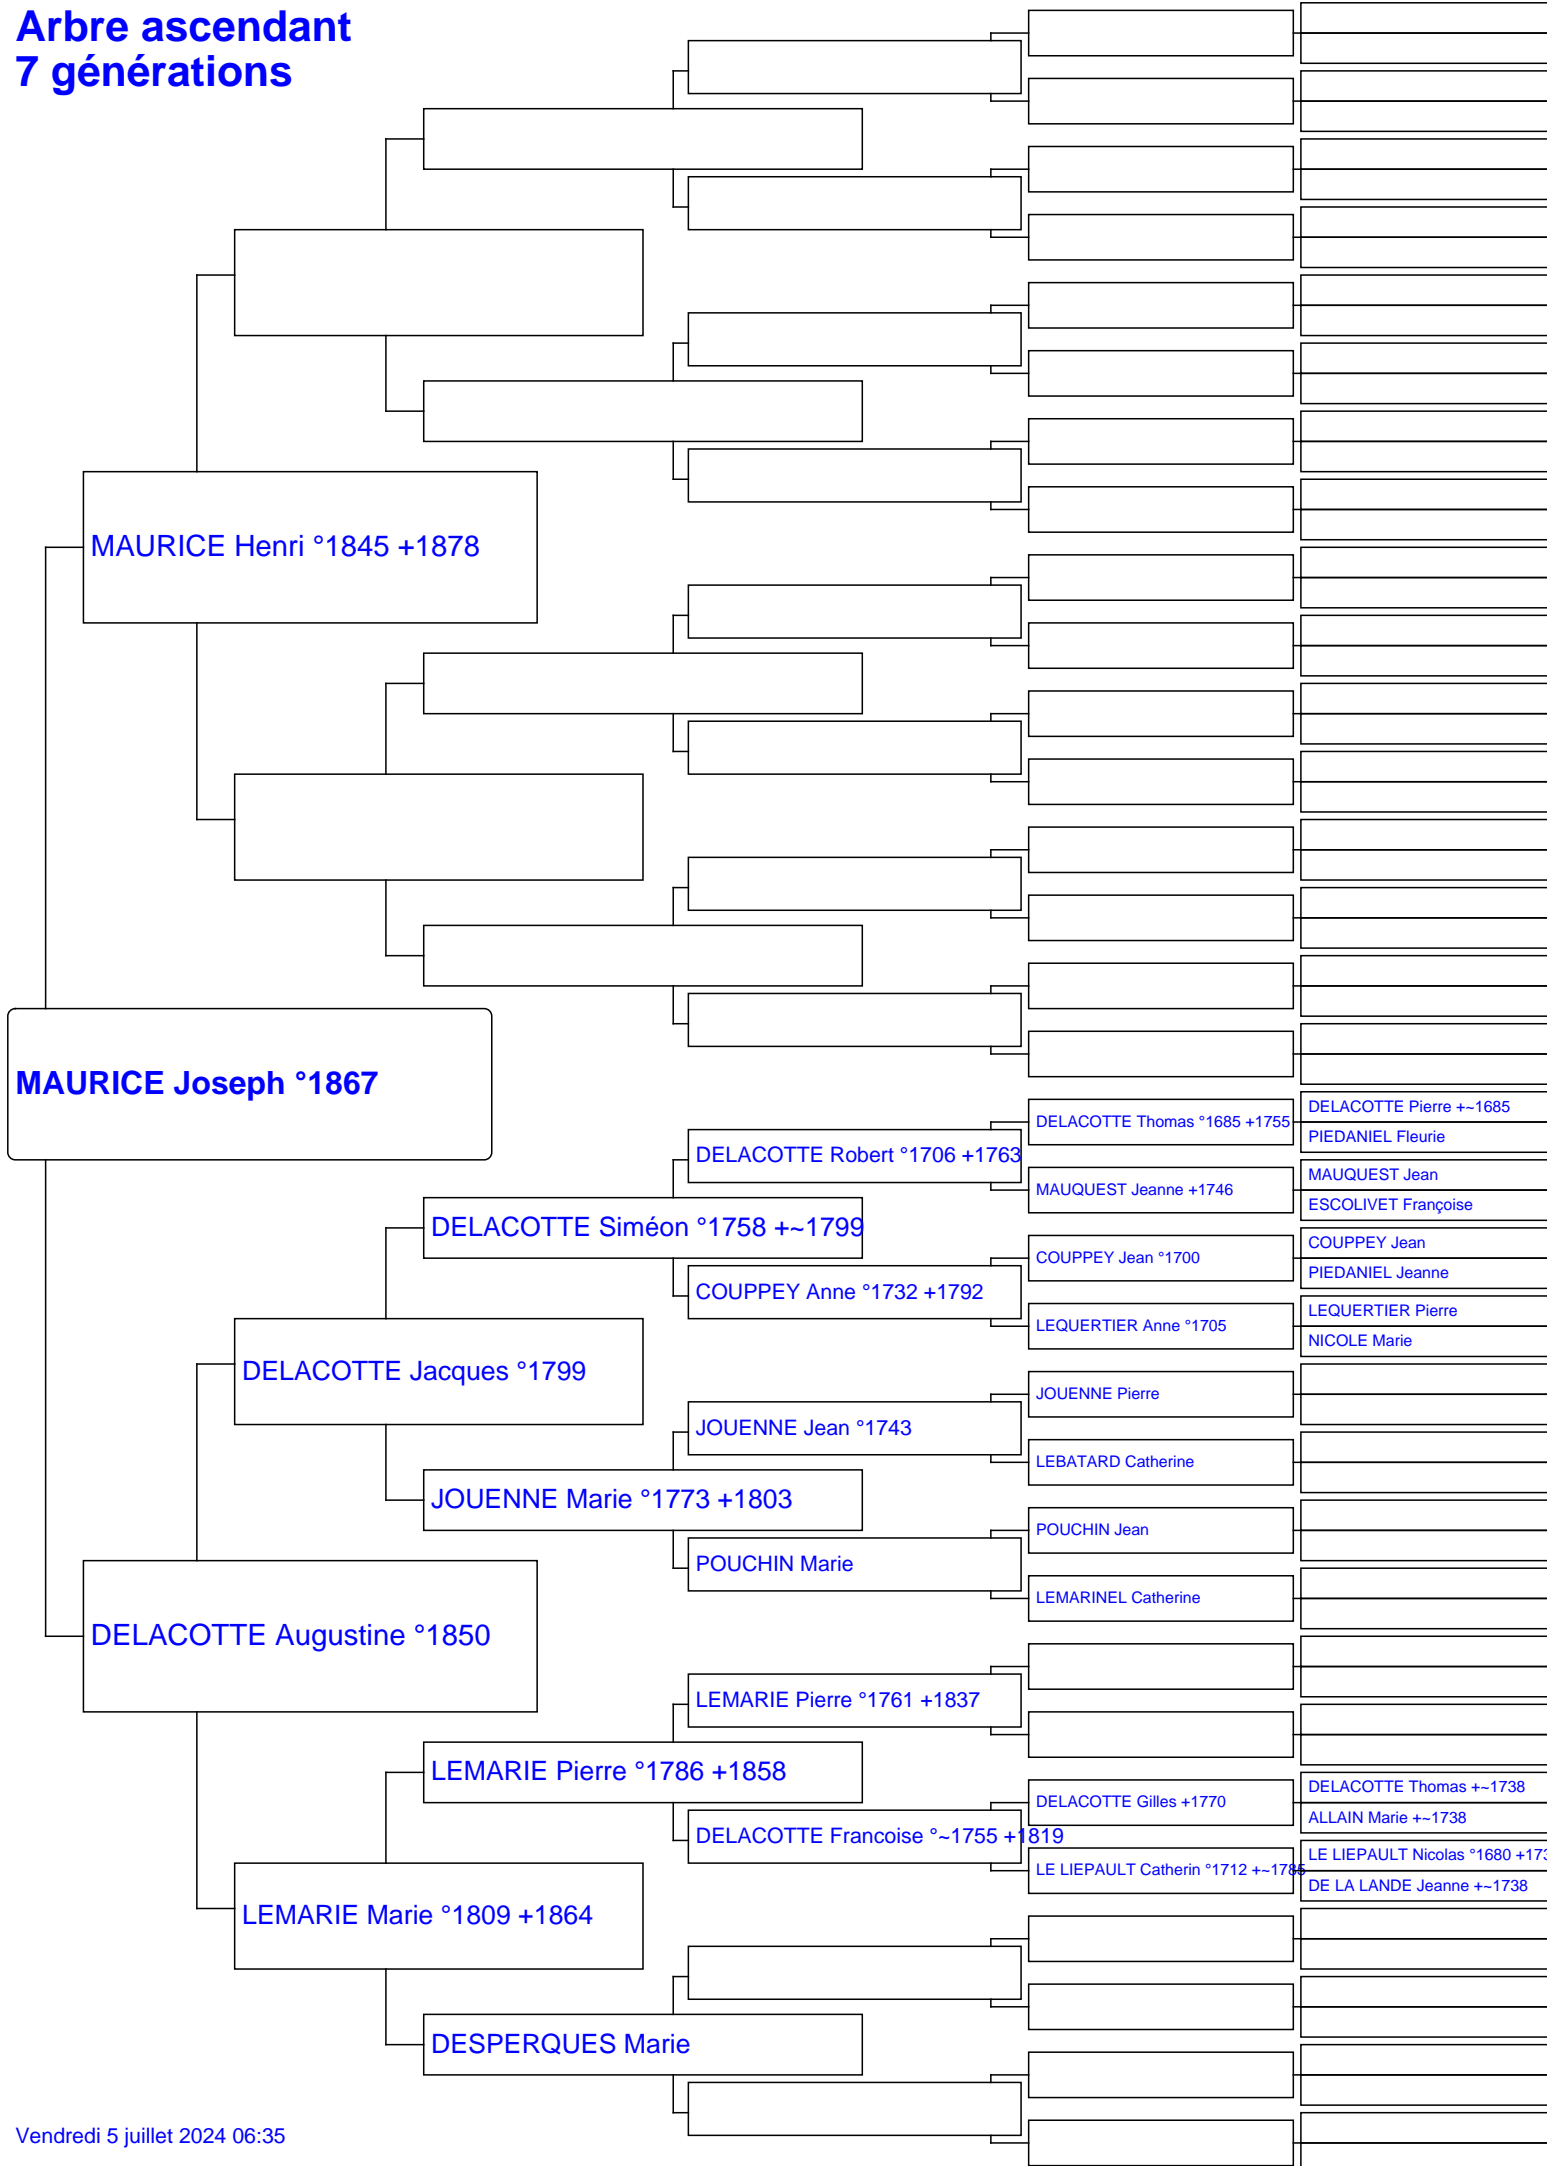 Arbre ascendant
7 générations
MAURICE Henri °1845 +1878
MAURICE Joseph °1867
DELACOTTE Pierre +~1685
DELACOTTE Thomas °1685 +1755
PIEDANIEL Fleurie
DELACOTTE Robert °1706 +1763
MAUQUEST Jean
MAUQUEST Jeanne +1746
ESCOLIVET Françoise
DELACOTTE Siméon °1758 +~1799
COUPPEY Jean
COUPPEY Jean °1700
PIEDANIEL Jeanne
COUPPEY Anne °1732 +1792
LEQUERTIER Pierre
LEQUERTIER Anne °1705
NICOLE Marie
DELACOTTE Jacques °1799
JOUENNE Pierre
JOUENNE Jean °1743
LEBATARD Catherine
JOUENNE Marie °1773 +1803
POUCHIN Jean
POUCHIN Marie
LEMARINEL Catherine
DELACOTTE Augustine °1850
LEMARIE Pierre °1761 +1837
LEMARIE Pierre °1786 +1858
DELACOTTE Thomas +~1738
DELACOTTE Gilles +1770
ALLAIN Marie +~1738
DELACOTTE Francoise °~1755 +1819
LE LIEPAULT Nicolas °1680 +173
LE LIEPAULT Catherin °1712 +~1785
DE LA LANDE Jeanne +~1738
LEMARIE Marie °1809 +1864
DESPERQUES Marie
Vendredi 5 juillet 2024 06:35